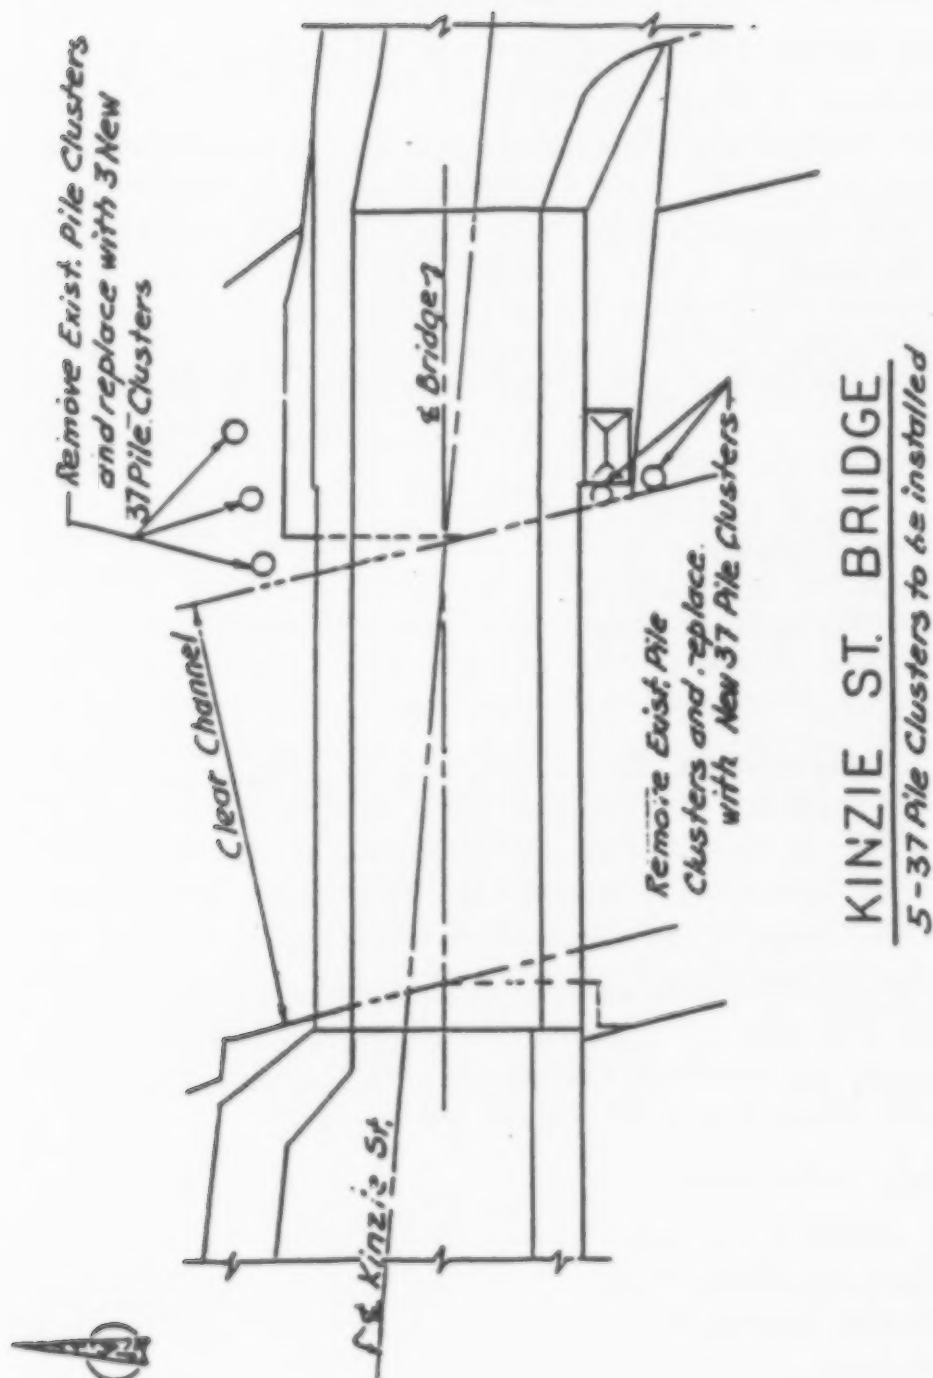 Remove Exist. Pile Clusters
and replace with 3 New
37 Pile Clusters
Clear Channel
℄ Bridge
℄ Kinzie St.
Remove Exist. Pile
Clusters and replace
with New 37 Pile Clusters
KINZIE ST. BRIDGE
5-37 Pile Clusters to be installed